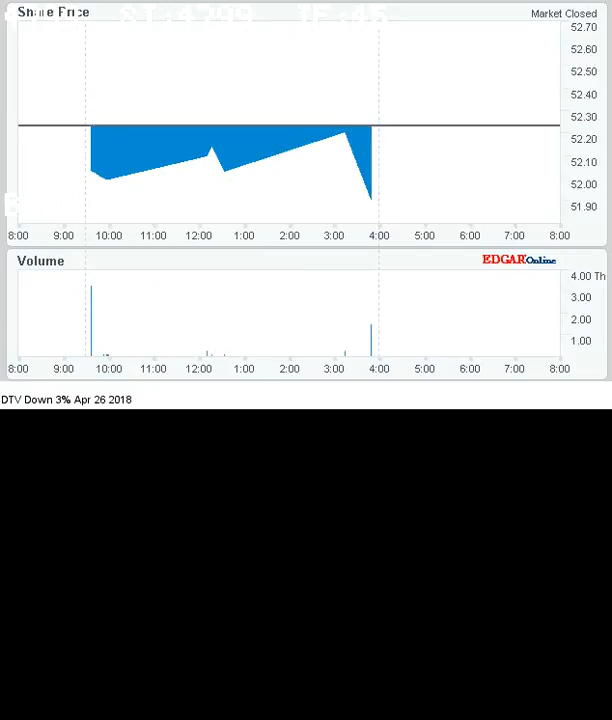 Share Price
Market Closed
52.70
52.60
52.50
52.40
52.30
52.20
52.10
52.00
51.90
8:00 9:00 10:00 11:00 12:00 1:00 2:00 3:00 4:00 5:00 6:00 7:00 8:00
Volume
EDGAROnline
4.00 Th
3.00
2.00
1.00
8:00 9:00 10:00 11:00 12:00 1:00 2:00 3:00 4:00 5:00 6:00 7:00 8:00
DTV Down 3% Apr 26 2018